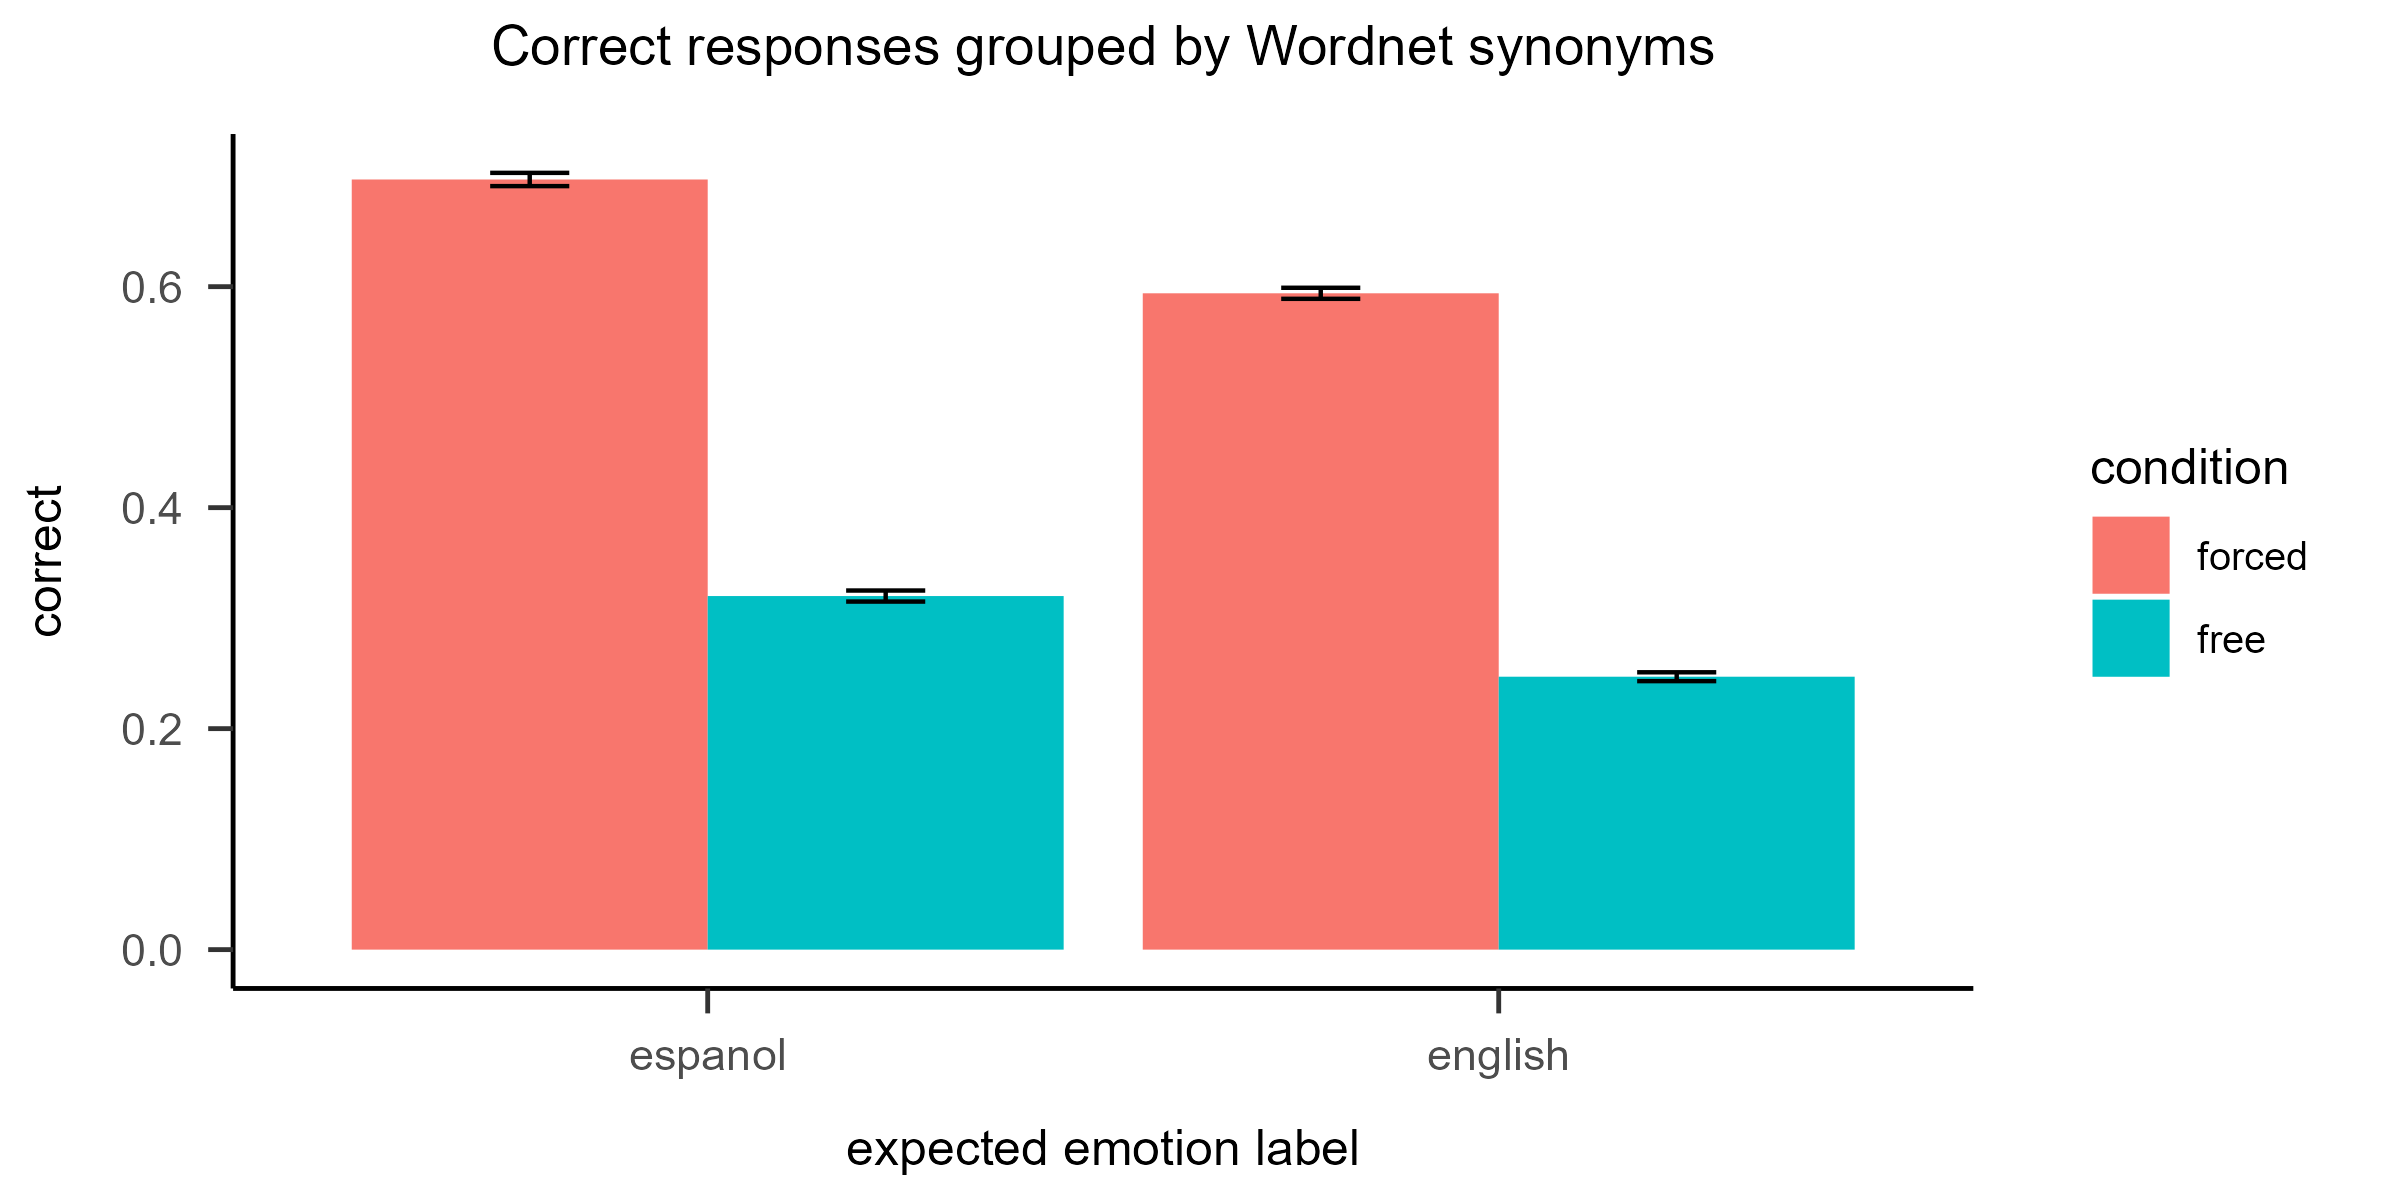 Correct responses grouped by Wordnet synonyms
correct
0.6
0.4
0.2
0.0
espanol
english
expected emotion label
condition
forced
free